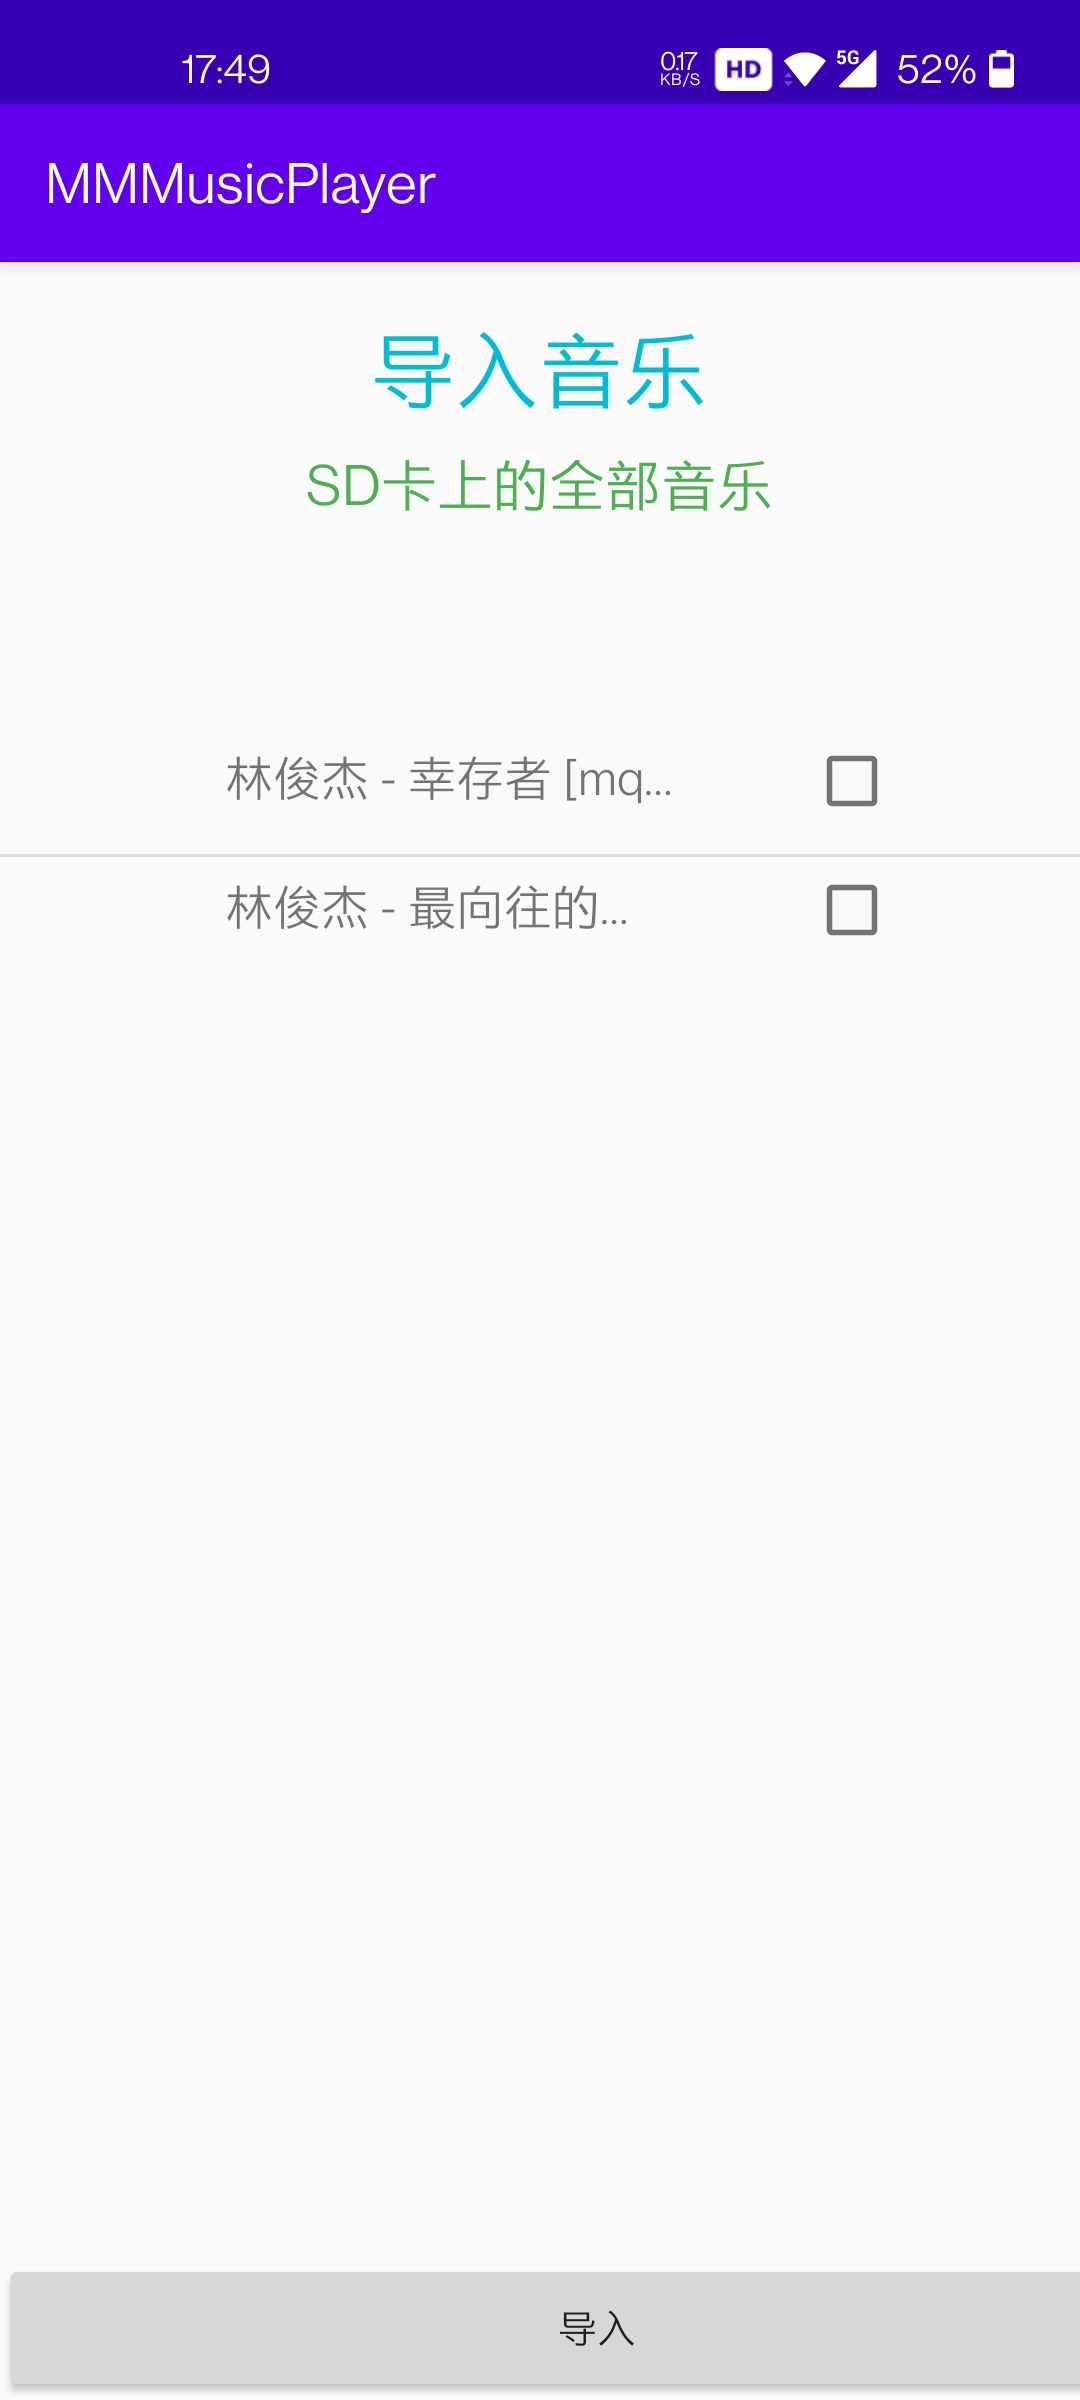 17:49
0.17
KB/S
HD
5G
52%
MMMusicPlayer
导入音乐
SD卡上的全部音乐
林俊杰 - 幸存者 [mq...
林俊杰 - 最向往的...
导入